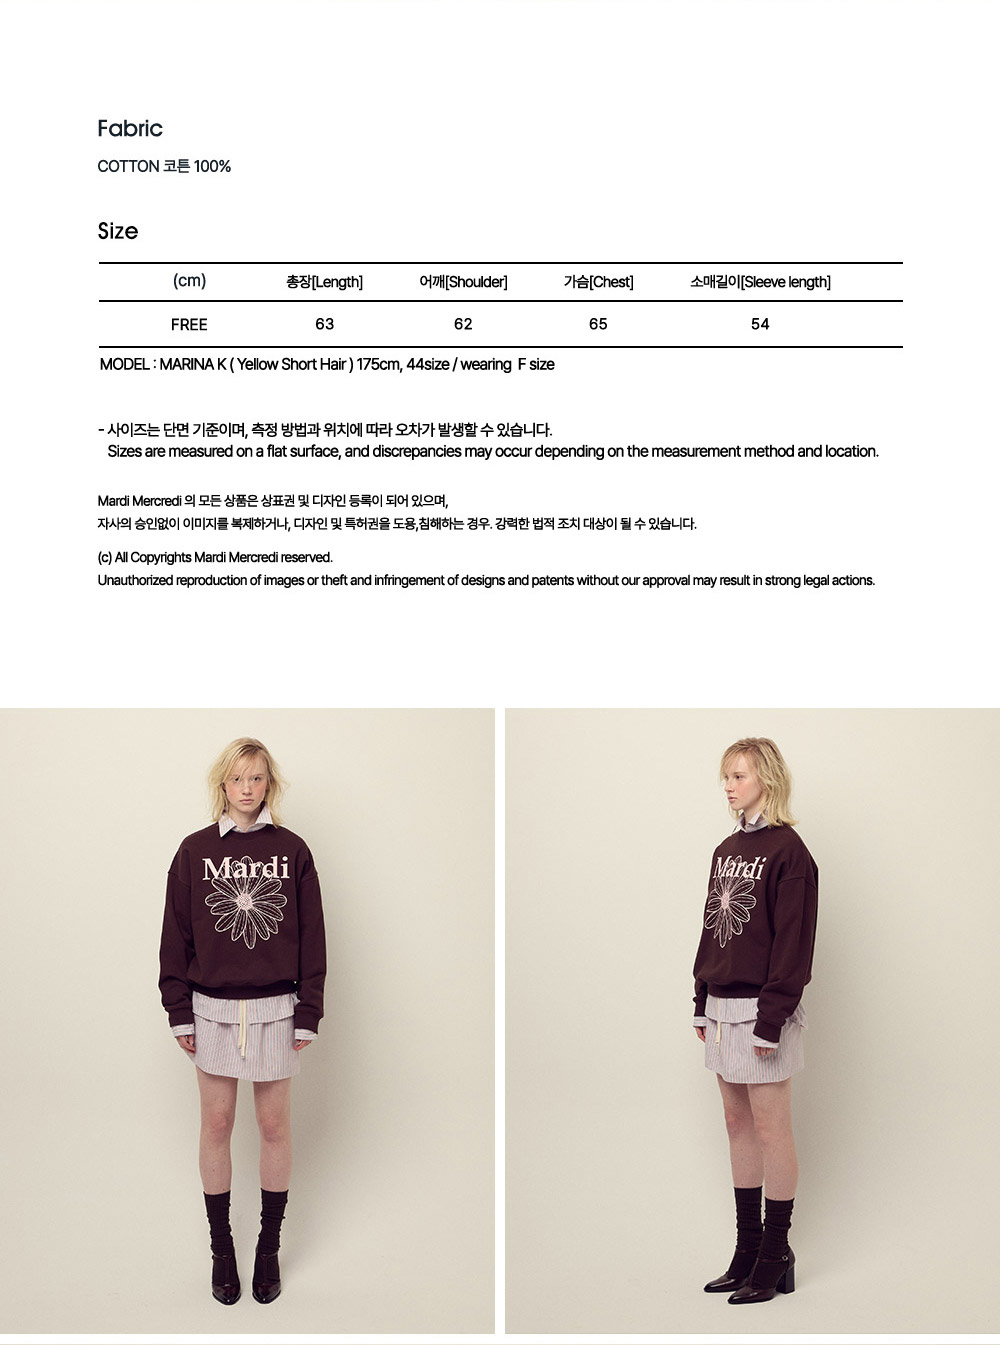 Fabric
COTTON 코튼 100%
Size
(cm) 총장[Length] 어깨[Shoulder] 가슴[Chest] 소매길이[Sleeve length]
FREE 63 62 65 54
MODEL : MARINA K ( Yellow Short Hair ) 175cm, 44size / wearing F size
- 사이즈는 단면 기준이며, 측정 방법과 위치에 따라 오차가 발생할 수 있습니다.
Sizes are measured on a flat surface, and discrepancies may occur depending on the measurement method and location.
Mardi Mercredi 의 모든 상품은 상표권 및 디자인 등록이 되어 있으며,
자사의 승인없이 이미지를 복제하거나, 디자인 및 특허권을 도용,침해하는 경우. 강력한 법적 조치 대상이 될 수 있습니다.
(c) All Copyrights Mardi Mercredi reserved.
Unauthorized reproduction of images or theft and infringement of designs and patents without our approval may result in strong legal actions.
Mardi
Mardi